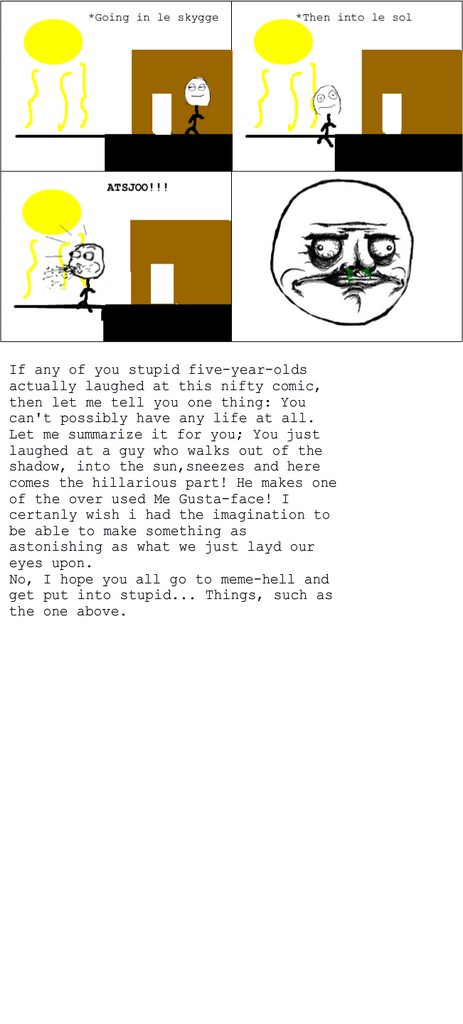 *Going in le skygge
*Then into le sol
ATSJOO!!!
If any of you stupid five-year-olds
actually laughed at this nifty comic,
then let me tell you one thing: You
can't possibly have any life at all.
Let me summarize it for you; You just
laughed at a guy who walks out of the
shadow, into the sun,sneezes and here
comes the hillarious part! He makes one
of the over used Me Gusta-face! I
certanly wish i had the imagination to
be able to make something as
astonishing as what we just layd our
eyes upon.
No, I hope you all go to meme-hell and
get put into stupid... Things, such as
the one above.